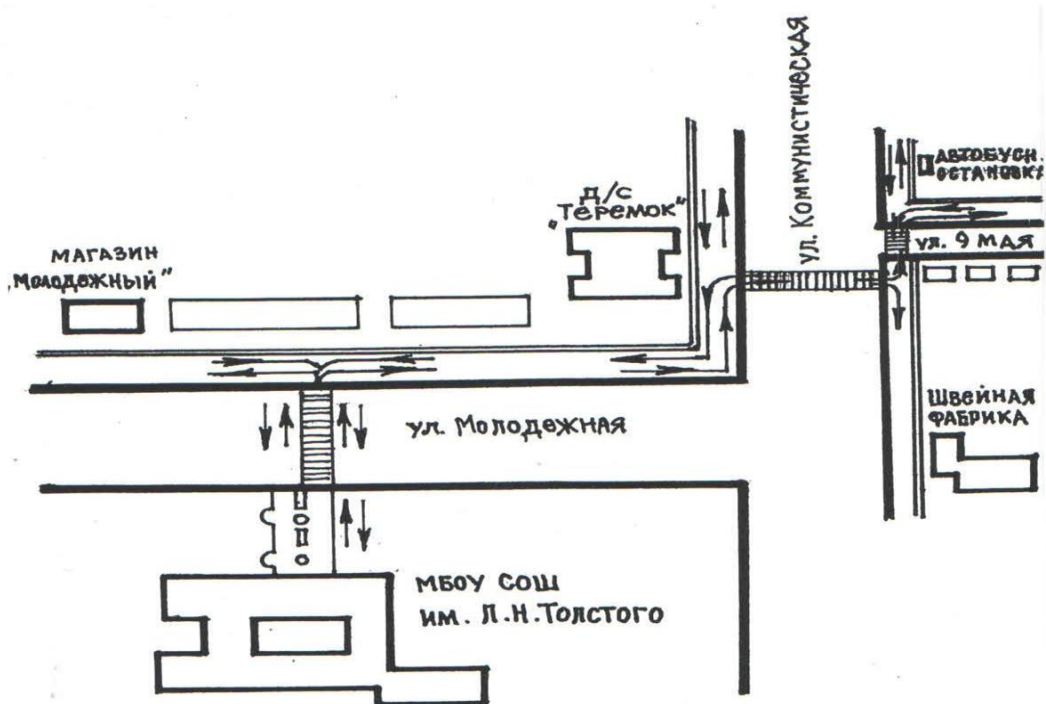 ул. Коммунистическая
АВТОБУСН.
ОСТАНОВКА
Д/С
"Теремок"
ул. 9 МАЯ
МАГАЗИН
"Молодежный"
ШВЕЙНАЯ
ФАБРИКА
ул. Молодежная
МБОУ СОШ
им. Л.Н.Толстого